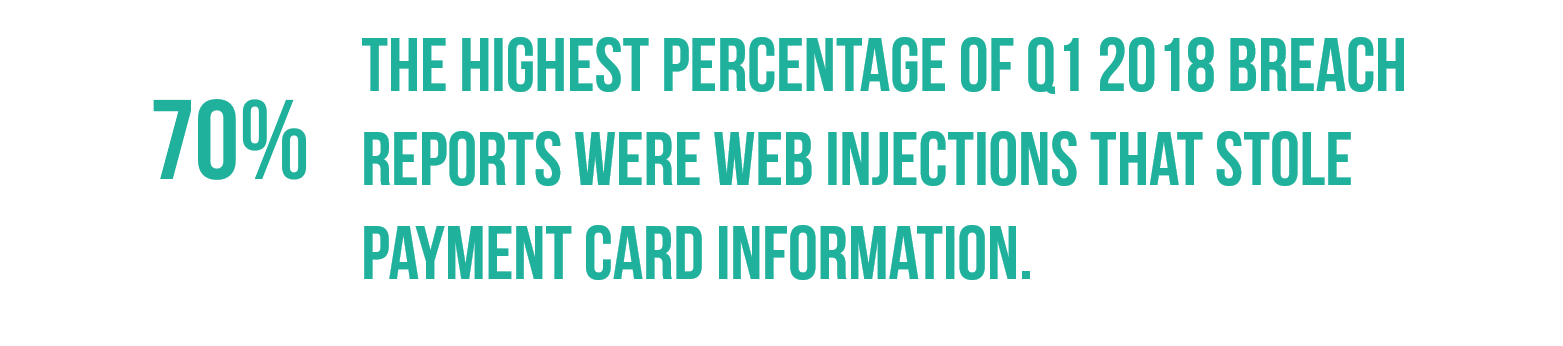 70%
THE HIGHEST PERCENTAGE OF Q1 2018 BREACH
REPORTS WERE WEB INJECTIONS THAT STOLE
PAYMENT CARD INFORMATION.